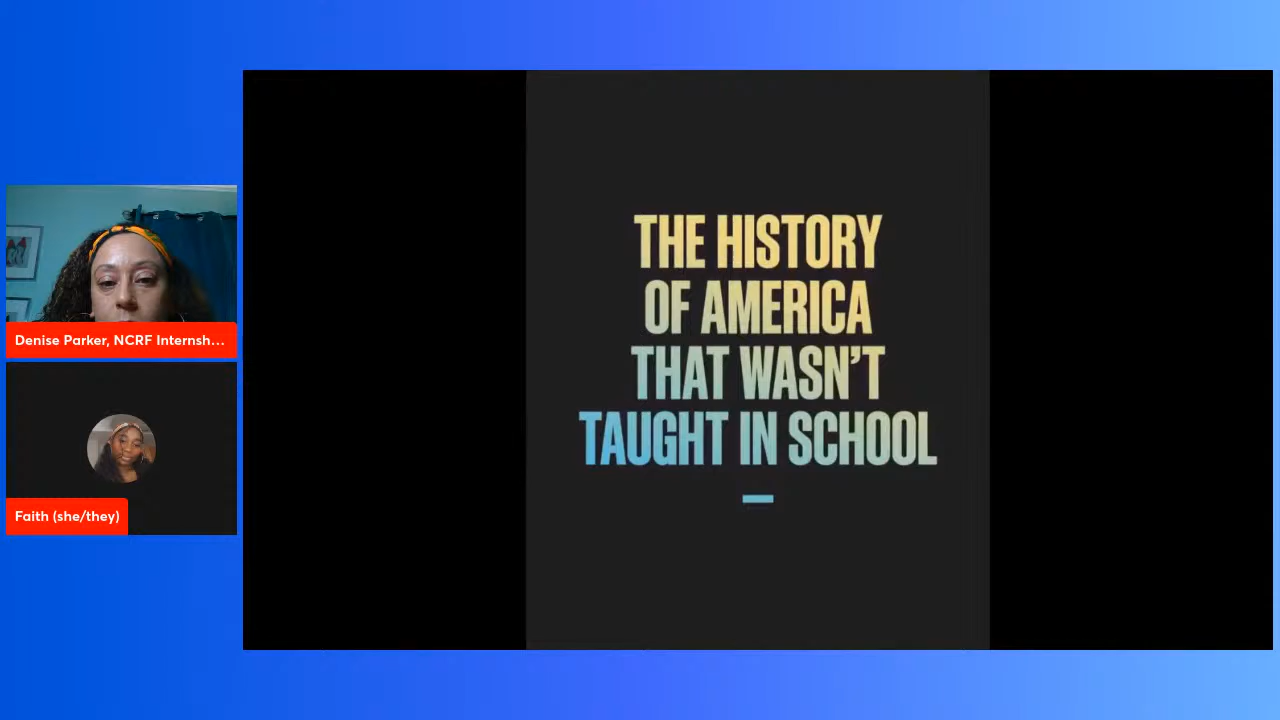 Denise Parker, NCRF Internsh...
Faith (she/they)
THE HISTORY
OF AMERICA
THAT WASN'T
TAUGHT IN SCHOOL